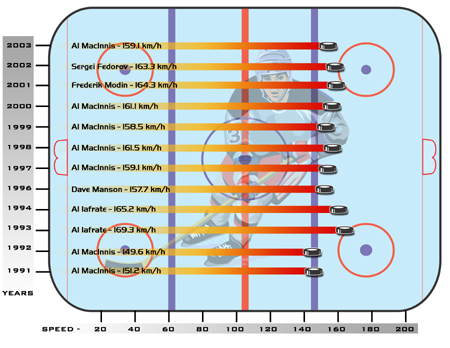 2003 Al MacInnis - 159.1 km/h
2002 Sergei Fedorov - 163.3 km/h
2001 Frederik Modin - 164.3 km/h
2000 Al MacInnis - 161.1 km/h
1999 Al MacInnis - 158.5 km/h
1998 Al MacInnis - 161.5 km/h
1997 Al MacInnis - 159.1 km/h
1996 Dave Manson - 157.7 km/h
1994 Al Iafrate - 165.2 km/h
1993 Al Iafrate - 169.3 km/h
1992 Al MacInnis - 149.6 km/h
1991 Al MacInnis - 151.2 km/h
YEARS
SPEED - 20 40 60 80 100 120 140 160 180 200